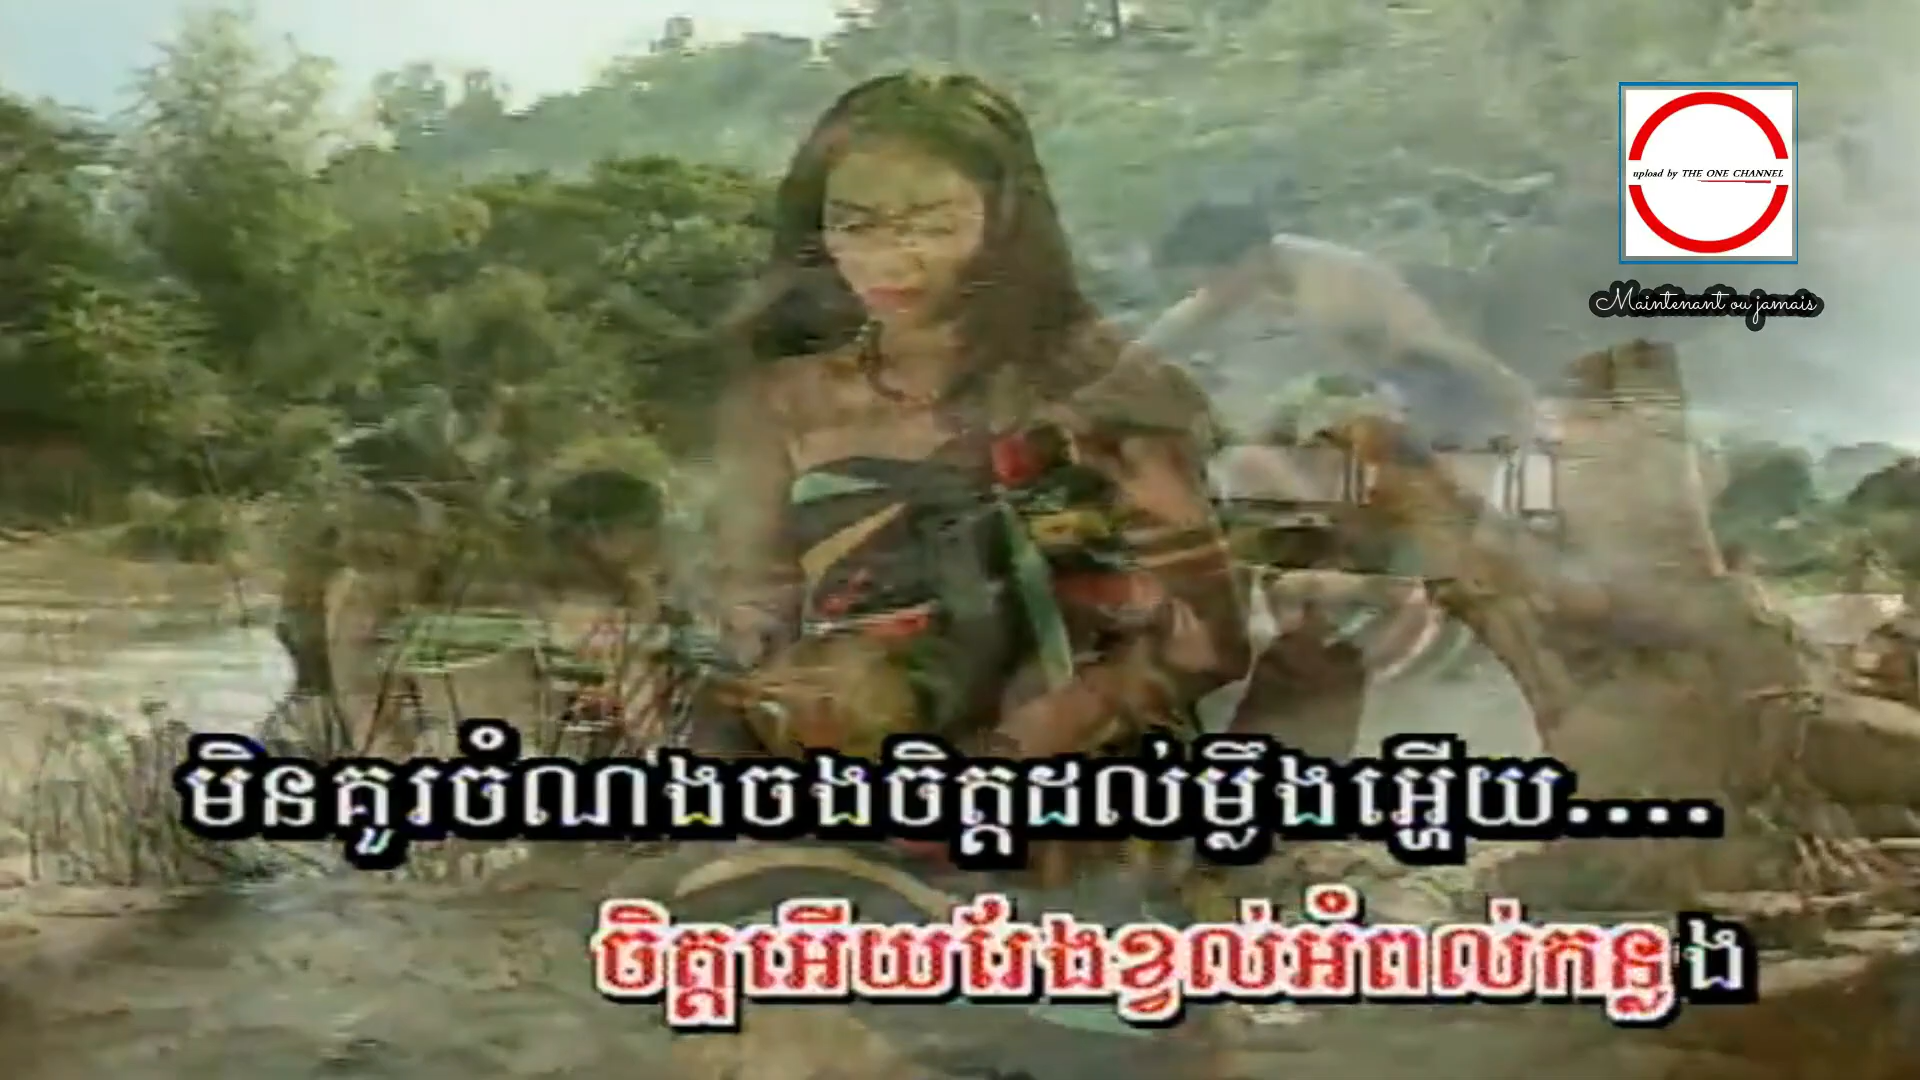 upload by THE ONE CHANNEL
Maintenant ou jamais
មិនគូរចំណងចងចិត្តដល់ម្លឹងអ្ហើយ....
ចិត្តអើយរវែងខ្វល់អំពល់កន្លង